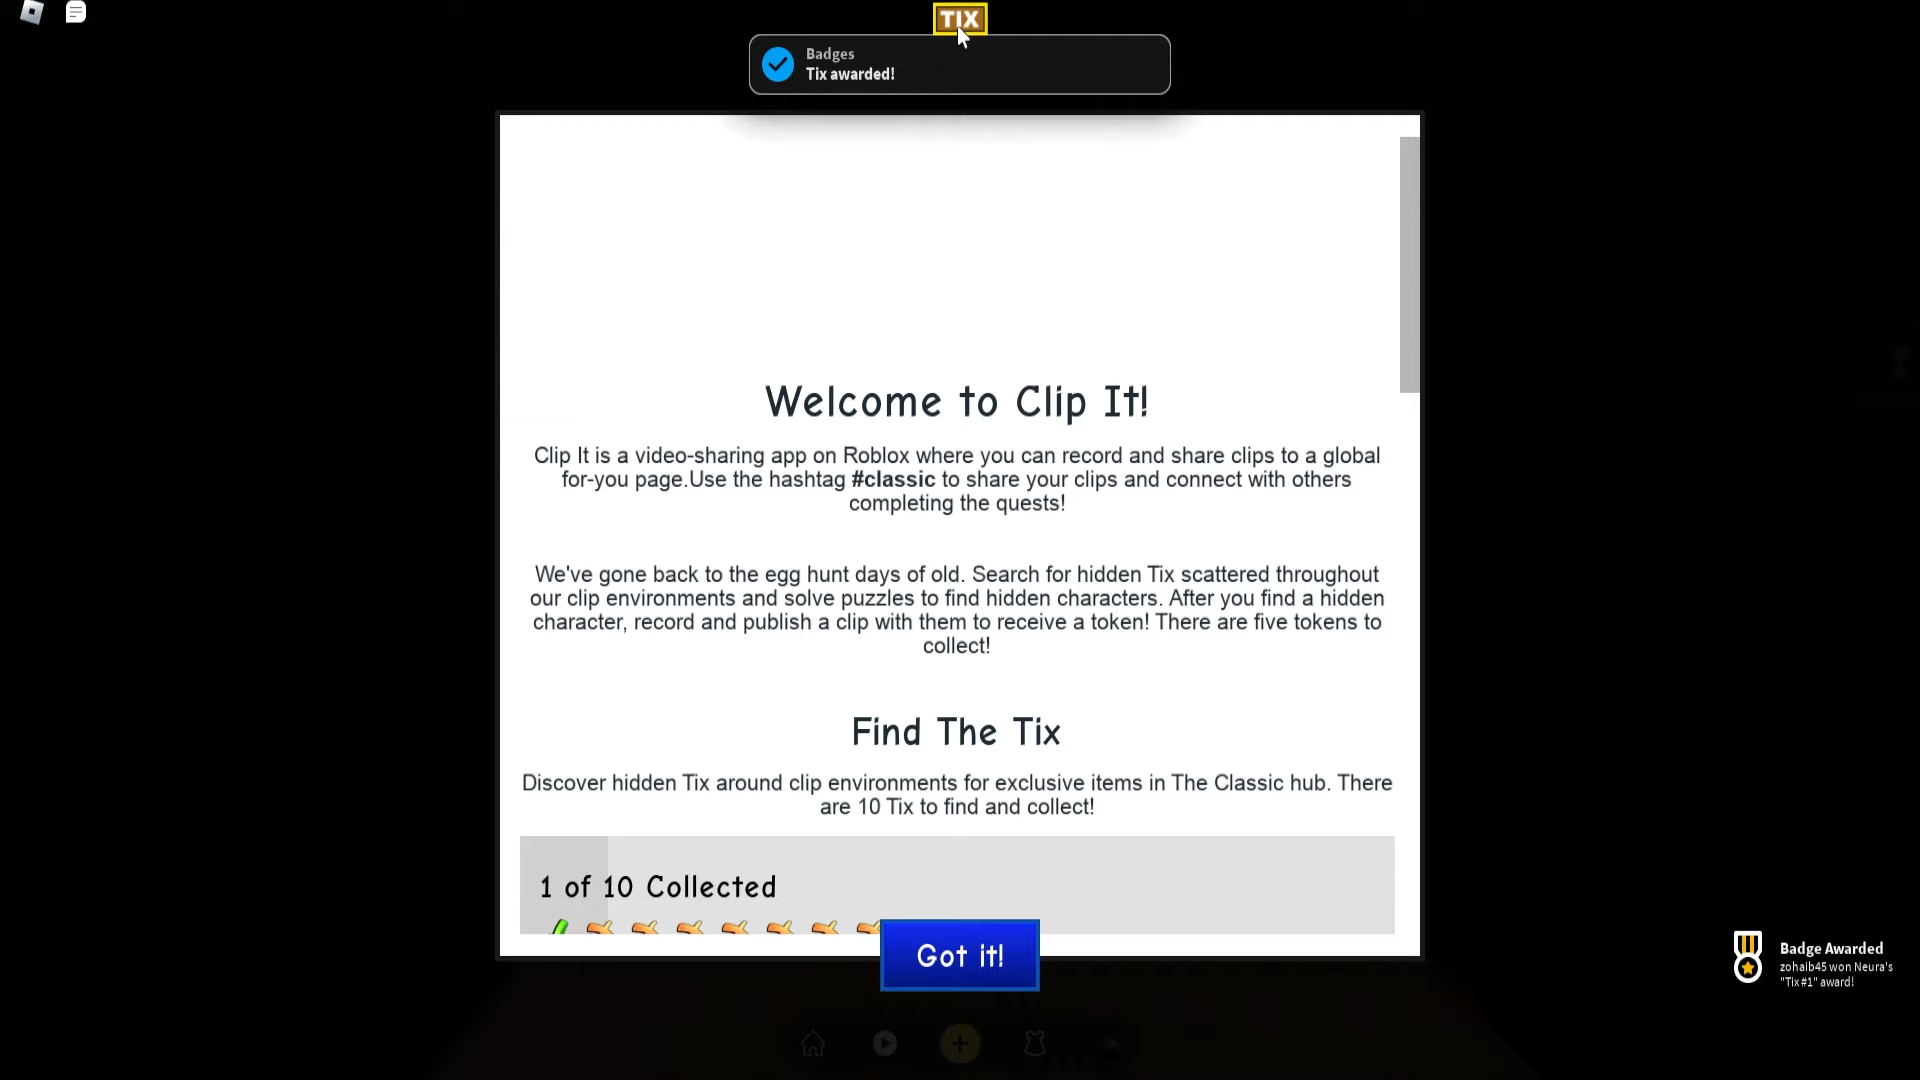 TIX
Badges
Tix awarded!
Welcome to Clip It!
Clip It is a video-sharing app on Roblox where you can record and share clips to a global
for-you page.Use the hashtag #classic to share your clips and connect with others
completing the quests!
We've gone back to the egg hunt days of old. Search for hidden Tix scattered throughout
our clip environments and solve puzzles to find hidden characters. After you find a hidden
character, record and publish a clip with them to receive a token! There are five tokens to
collect!
Find The Tix
Discover hidden Tix around clip environments for exclusive items in The Classic hub. There
are 10 Tix to find and collect!
1 of 10 Collected
Got it!
Badge Awarded
zohaib45 won Neura's
"Tix #1" award!